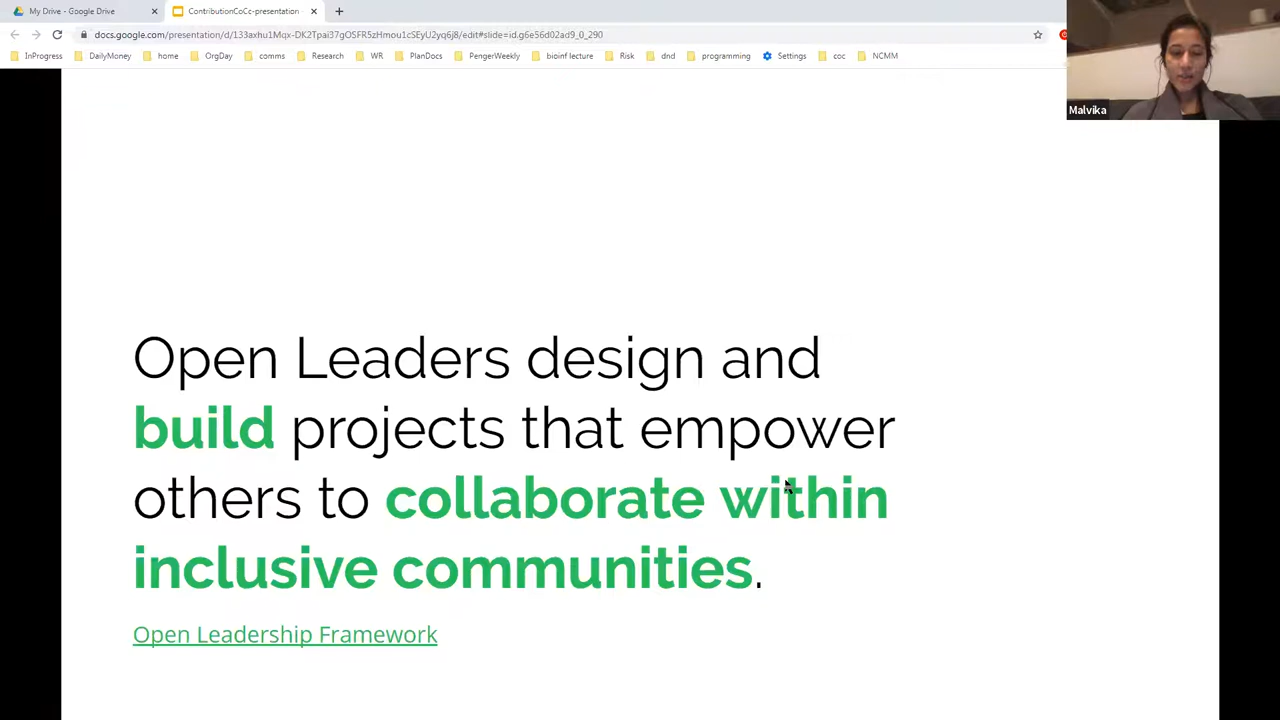 My Drive - Google Drive
ContributionCoCc-presentation
docs.google.com/presentation/d/133axhu1Mqx-DK2Tpai37gOSFR5zHmou1cSEyU2yq6j8/edit#slide=id.g6e56d02ad9_0_290
InProgress DailyMoney home OrgDay comms Research WR PlanDocs PengerWeekly bioinf lecture Risk dnd programming Settings coc NCMM
Malvika
Open Leaders design and
build projects that empower
others to collaborate within
inclusive communities.
Open Leadership Framework